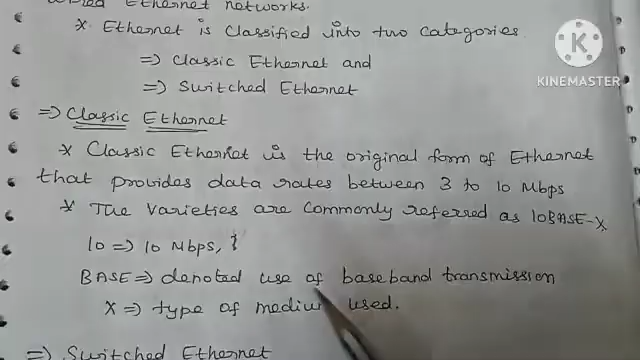 Ethernet networks.
* Ethernet is Classified into two categories.
⇒ Classic Ethernet and
⇒ Switched Ethernet
⇒ Classic Ethernet
* Classic Ethernet is the original form of Ethernet
that provides data rates between 3 to 10 Mbps
* The Varieties are Commonly referred as 10BASE-X
10 ⇒ 10 Mbps,
BASE ⇒ denoted use of baseband transmission
X ⇒ type of medium used.
⇒ Switched Ethernet
KINEMASTER